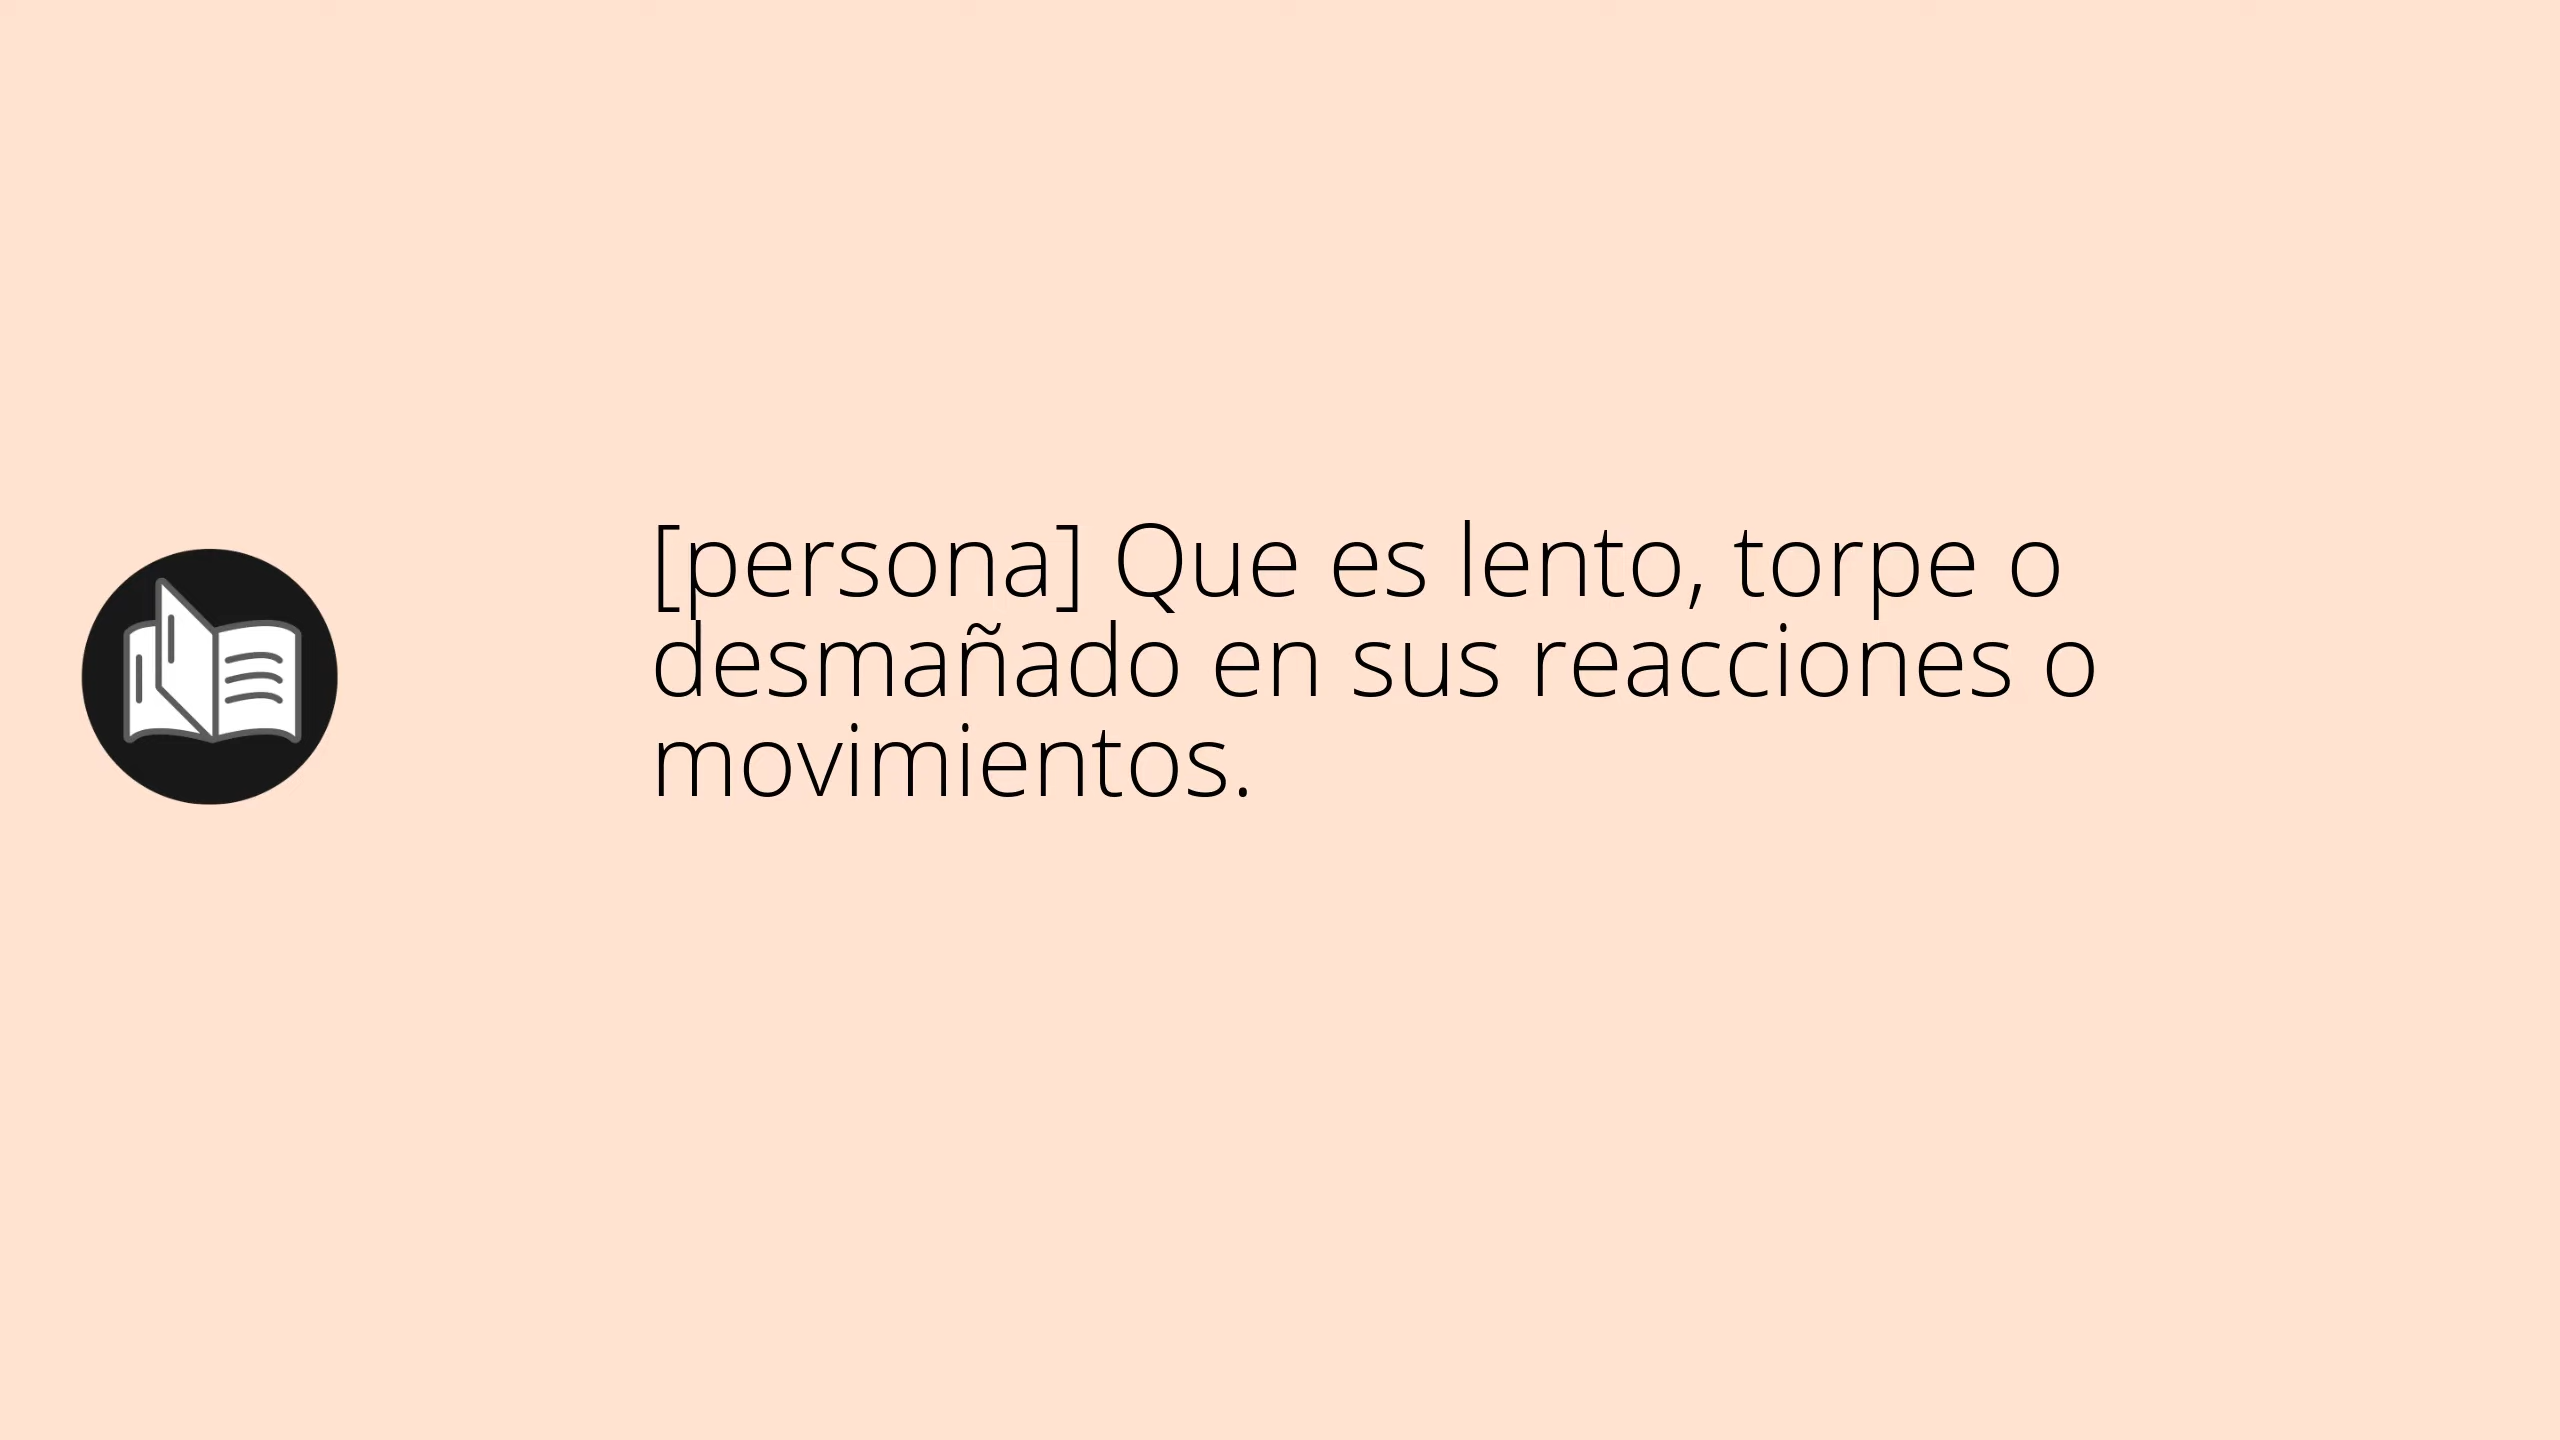 [persona] Que es lento, torpe o
desmañado en sus reacciones o
movimientos.